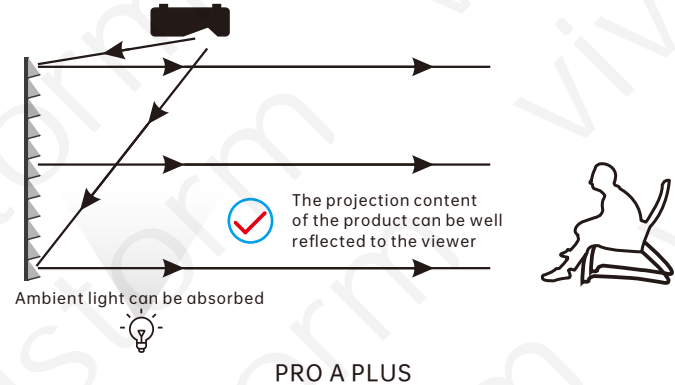 The projection content
of the product can be well
reflected to the viewer
Ambient light can be absorbed
PRO A PLUS